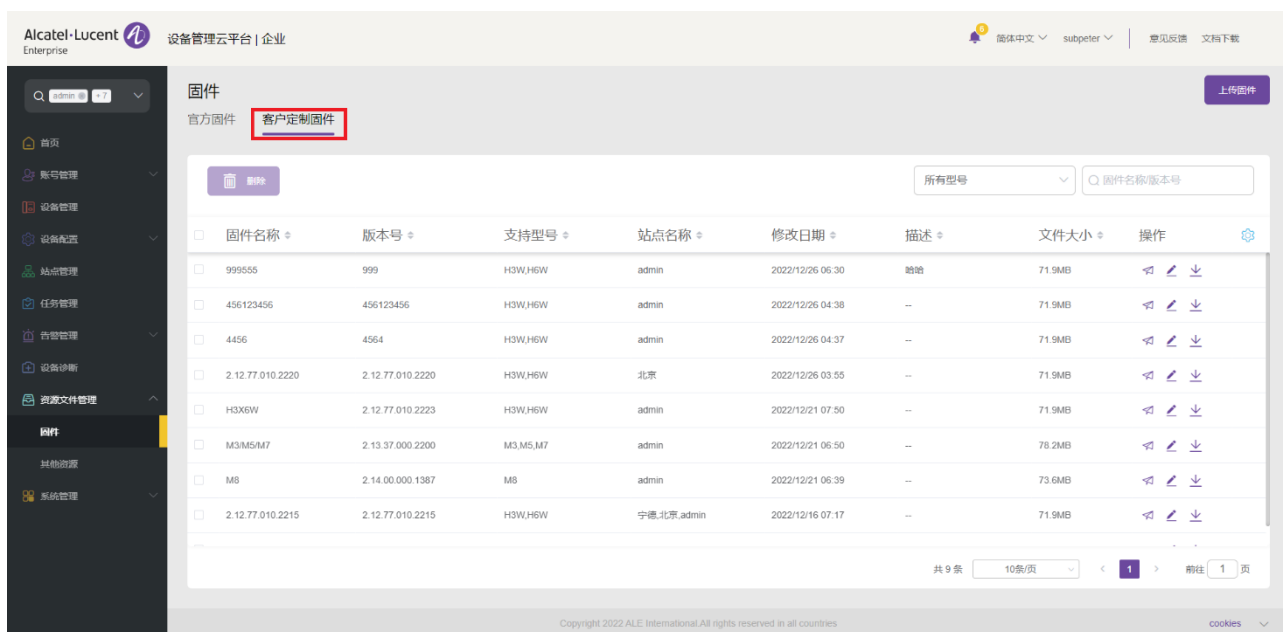 Alcatel·Lucent
Enterprise
设备管理云平台 | 企业
6
简体中文
subpeter
意见反馈
文档下载
admin
+ 7
首页
账号管理
设备管理
设备配置
站点管理
任务管理
告警管理
设备诊断
资源文件管理
固件
其他资源
系统管理
固件
上传固件
官方固件 客户定制固件
删除
所有型号
固件名称/版本号
固件名称 版本号 支持型号 站点名称 修改日期 描述 文件大小 操作
999555 999 H3W,H6W admin 2022/12/26 06:30 哈哈 71.9MB
456123456 456123456 H3W,H6W admin 2022/12/26 04:38 -- 71.9MB
4456 4564 H3W,H6W admin 2022/12/26 04:37 -- 71.9MB
2.12.77.010.2220 2.12.77.010.2220 H3W,H6W 北京 2022/12/26 03:55 -- 71.9MB
H3X6W 2.12.77.010.2223 H3W,H6W admin 2022/12/21 07:50 -- 71.9MB
M3/M5/M7 2.13.37.000.2200 M3,M5,M7 admin 2022/12/21 06:50 -- 78.2MB
M8 2.14.00.000.1387 M8 admin 2022/12/21 06:39 -- 73.6MB
2.12.77.010.2215 2.12.77.010.2215 H3W,H6W 宁德,北京,admin 2022/12/16 07:17 -- 71.9MB
共 9 条 10条/页 < 1 > 前往 1 页
Copyright 2022 ALE International.All rights reserved in all countries
cookies